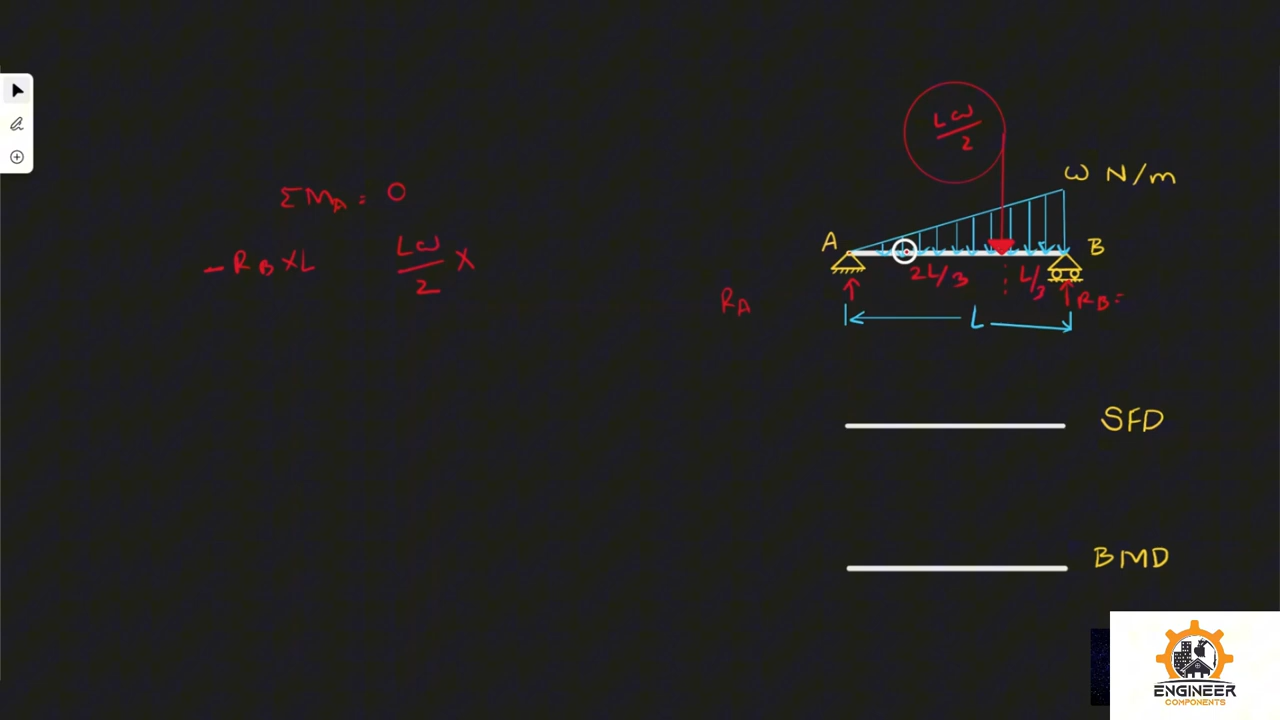 ΣMA = 0
- RB × L Lω/2 ×
Lω/2
ω N/m
A
B
2L/3
L/3
RA
RB =
L
SFD
BMD
ENGINEER
COMPONENTS